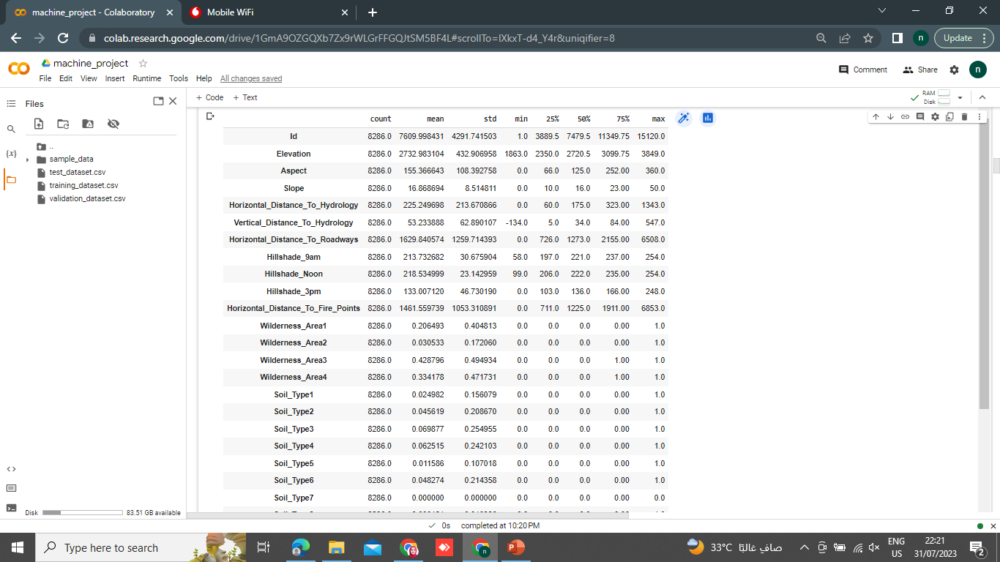 machine_project - Colaboratory
Mobile WiFi
colab.research.google.com/drive/1GmA9OZGQXb7Zx9rWLGrFFGQJtSM5BF4L#scrollTo=IXkxT-d4_Y4r&uniqifier=8
n
Update
machine_project
File Edit View Insert Runtime Tools Help All changes saved
Comment Share n
Files
+ Code + Text
RAM
Disk
..
sample_data
test_dataset.csv
training_dataset.csv
validation_dataset.csv
{x}
count mean std min 25% 50% 75% max
Id 8286.0 7609.998431 4291.741503 1.0 3889.5 7479.5 11349.75 15120.0
Elevation 8286.0 2732.983104 432.906958 1863.0 2350.0 2720.5 3099.75 3849.0
Aspect 8286.0 155.366643 108.392758 0.0 66.0 125.0 252.00 360.0
Slope 8286.0 16.868694 8.514811 0.0 10.0 16.0 23.00 50.0
Horizontal_Distance_To_Hydrology 8286.0 225.249698 213.670866 0.0 60.0 175.0 323.00 1343.0
Vertical_Distance_To_Hydrology 8286.0 53.233888 62.890107 -134.0 5.0 34.0 84.00 547.0
Horizontal_Distance_To_Roadways 8286.0 1629.840574 1259.714393 0.0 726.0 1273.0 2155.00 6508.0
Hillshade_9am 8286.0 213.732682 30.675904 58.0 197.0 221.0 237.00 254.0
Hillshade_Noon 8286.0 218.534999 23.142959 99.0 206.0 222.0 235.00 254.0
Hillshade_3pm 8286.0 133.007120 46.730190 0.0 103.0 136.0 166.00 248.0
Horizontal_Distance_To_Fire_Points 8286.0 1461.559739 1053.310891 0.0 711.0 1225.0 1911.00 6853.0
Wilderness_Area1 8286.0 0.206493 0.404813 0.0 0.0 0.0 0.00 1.0
Wilderness_Area2 8286.0 0.030533 0.172060 0.0 0.0 0.0 0.00 1.0
Wilderness_Area3 8286.0 0.428796 0.494934 0.0 0.0 0.0 1.00 1.0
Wilderness_Area4 8286.0 0.334178 0.471731 0.0 0.0 0.0 1.00 1.0
Soil_Type1 8286.0 0.024982 0.156079 0.0 0.0 0.0 0.00 1.0
Soil_Type2 8286.0 0.045619 0.208670 0.0 0.0 0.0 0.00 1.0
Soil_Type3 8286.0 0.069877 0.254955 0.0 0.0 0.0 0.00 1.0
Soil_Type4 8286.0 0.062515 0.242103 0.0 0.0 0.0 0.00 1.0
Soil_Type5 8286.0 0.011586 0.107018 0.0 0.0 0.0 0.00 1.0
Soil_Type6 8286.0 0.048274 0.214358 0.0 0.0 0.0 0.00 1.0
Soil_Type7 8286.0 0.000000 0.000000 0.0 0.0 0.0 0.00 0.0
Disk 83.51 GB available
0s completed at 10:20 PM
Type here to search
33°C صافٍ غالبًا
ENG
US
22:21
31/07/2023
2